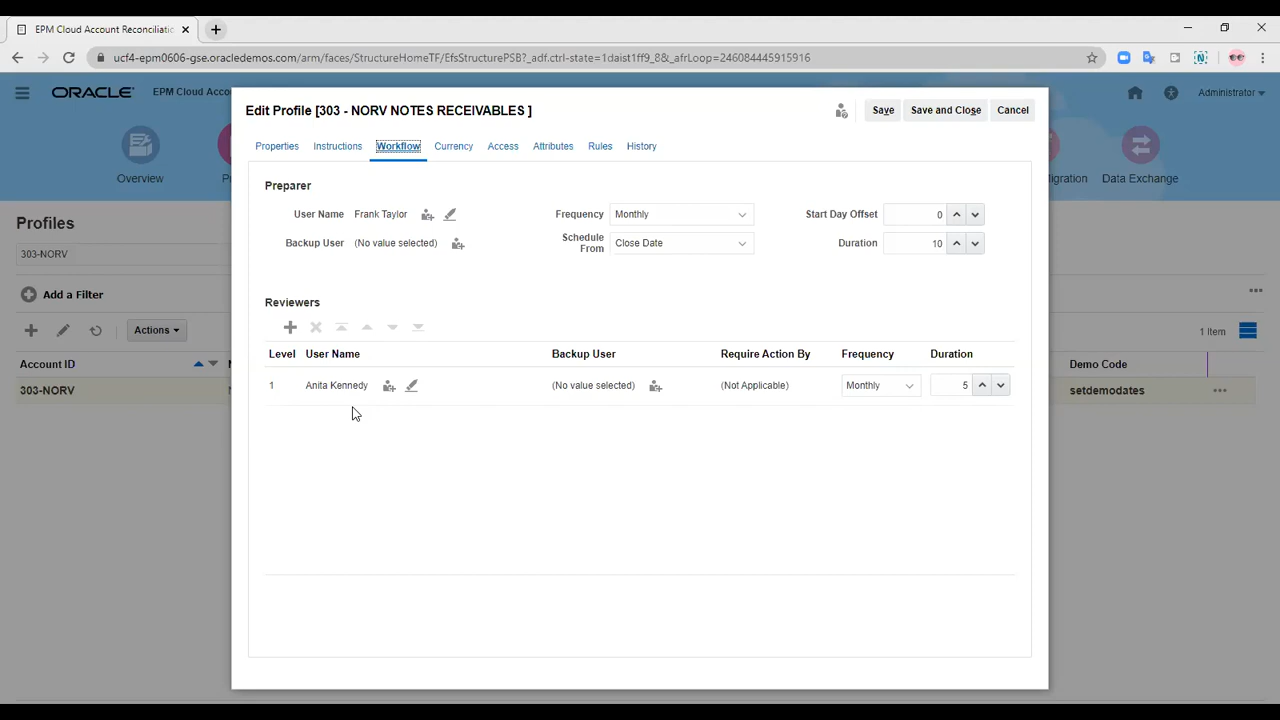 EPM Cloud Account Reconciliatic
ucf4-epm0606-gse.oracledemos.com/arm/faces/StructureHomeTF/EfsStructurePSB?_adf.ctrl-state=1daist1ff9_88&_afrLoop=246084445915916
ORACLE EPM Cloud Acco Administrator
Overview P igration Data Exchange
Profiles
303-NORV
Add a Filter
Actions 1 Item
Account ID N Demo Code
303-NORV setdemodates
Edit Profile [303 - NORV NOTES RECEIVABLES ] Save Save and Close Cancel
Properties Instructions Workflow Currency Access Attributes Rules History
Preparer
User Name Frank Taylor Frequency Monthly Start Day Offset 0
Backup User (No value selected) Schedule From Close Date Duration 10
Reviewers
Level User Name Backup User Require Action By Frequency Duration
1 Anita Kennedy (No value selected) (Not Applicable) Monthly 5